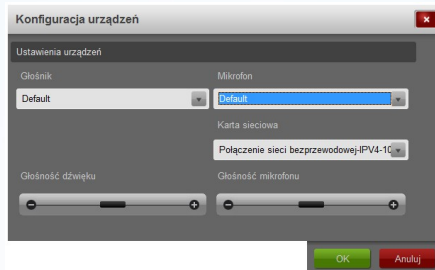 Konfiguracja urządzeń
Ustawienia urządzeń
Głośnik
Mikrofon
Default
Default
Karta sieciowa
Połączenie sieci bezprzewodowej-IPV4-10
Głośność dźwięku
Głośność mikrofonu
OK
Anuluj